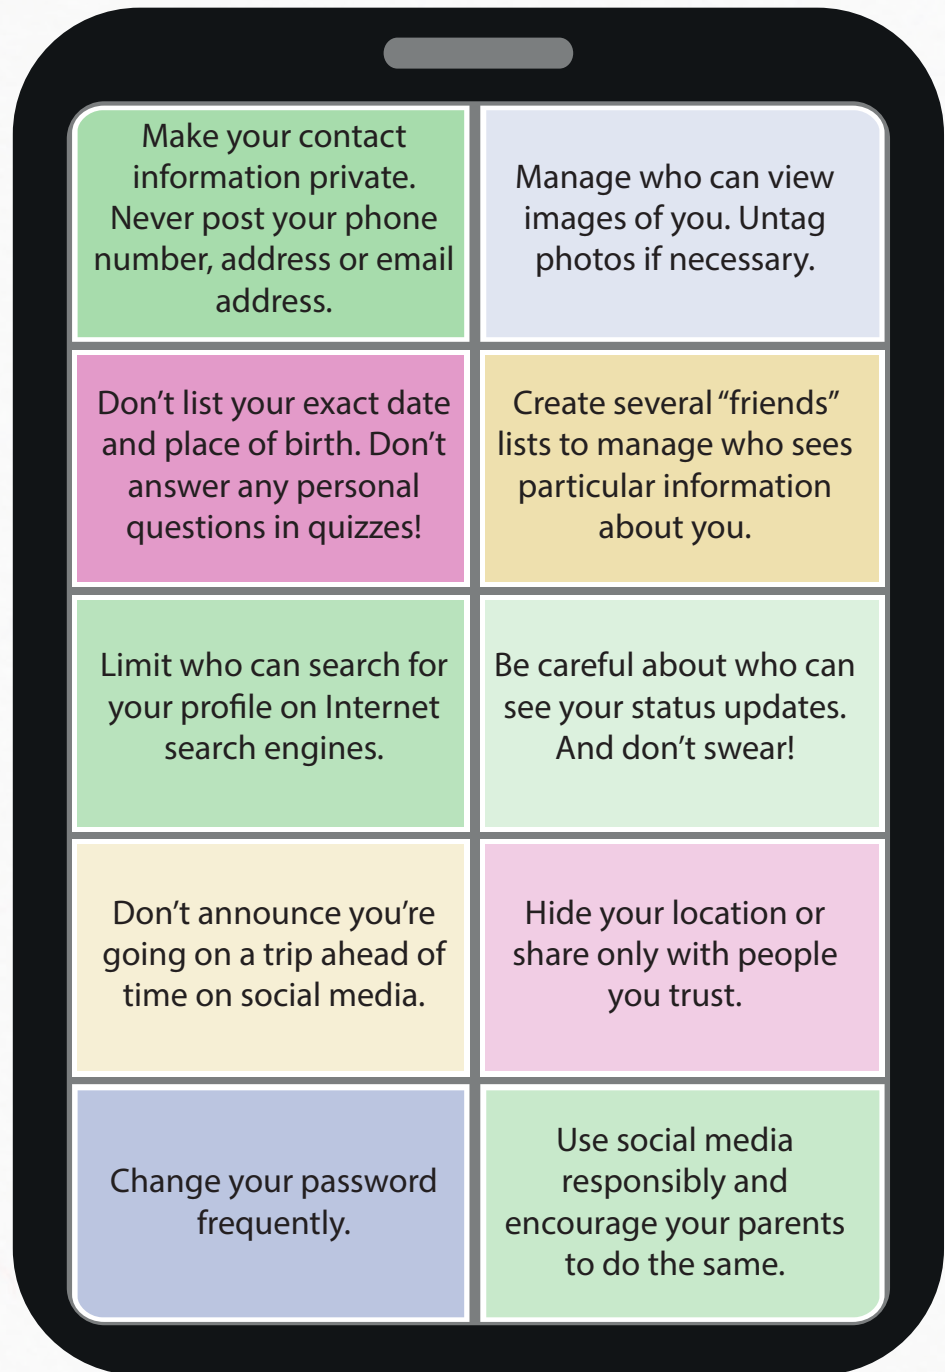 Make your contact
information private.
Never post your phone
number, address or email
address.
Manage who can view
images of you. Untag
photos if necessary.
Don’t list your exact date
and place of birth. Don’t
answer any personal
questions in quizzes!
Create several “friends”
lists to manage who sees
particular information
about you.
Limit who can search for
your profile on Internet
search engines.
Be careful about who can
see your status updates.
And don’t swear!
Don’t announce you’re
going on a trip ahead of
time on social media.
Hide your location or
share only with people
you trust.
Change your password
frequently.
Use social media
responsibly and
encourage your parents
to do the same.